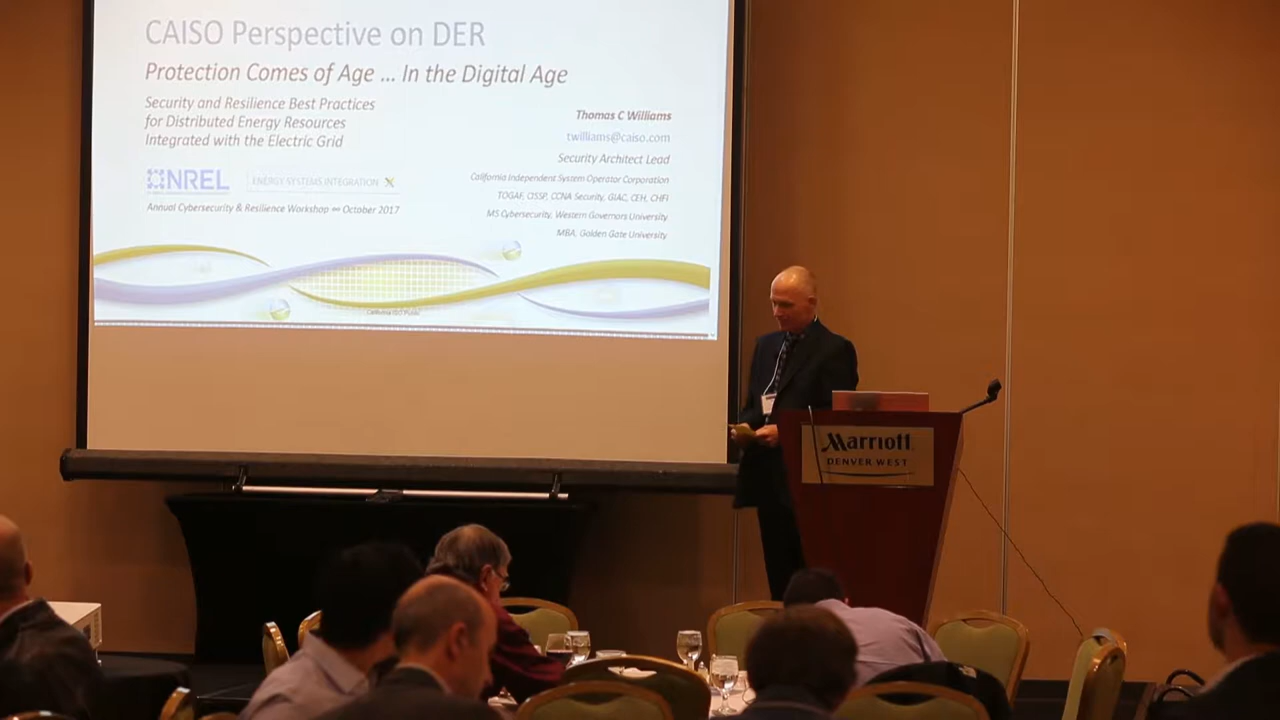 CAISO Perspective on DER
Protection Comes of Age ... In the Digital Age
Security and Resilience Best Practices
for Distributed Energy Resources
Integrated with the Electric Grid
NREL
ENERGY SYSTEMS INTEGRATION
Annual Cybersecurity & Resilience Workshop ∞ October 2017
Thomas C Williams
twilliams@caiso.com
Security Architect Lead
California Independent System Operator Corporation
TOGAF, CISSP, CCNA Security, GIAC, CEH, CHFI
MS Cybersecurity, Western Governors University
MBA, Golden Gate University
California ISO Public
Marriott
DENVER WEST